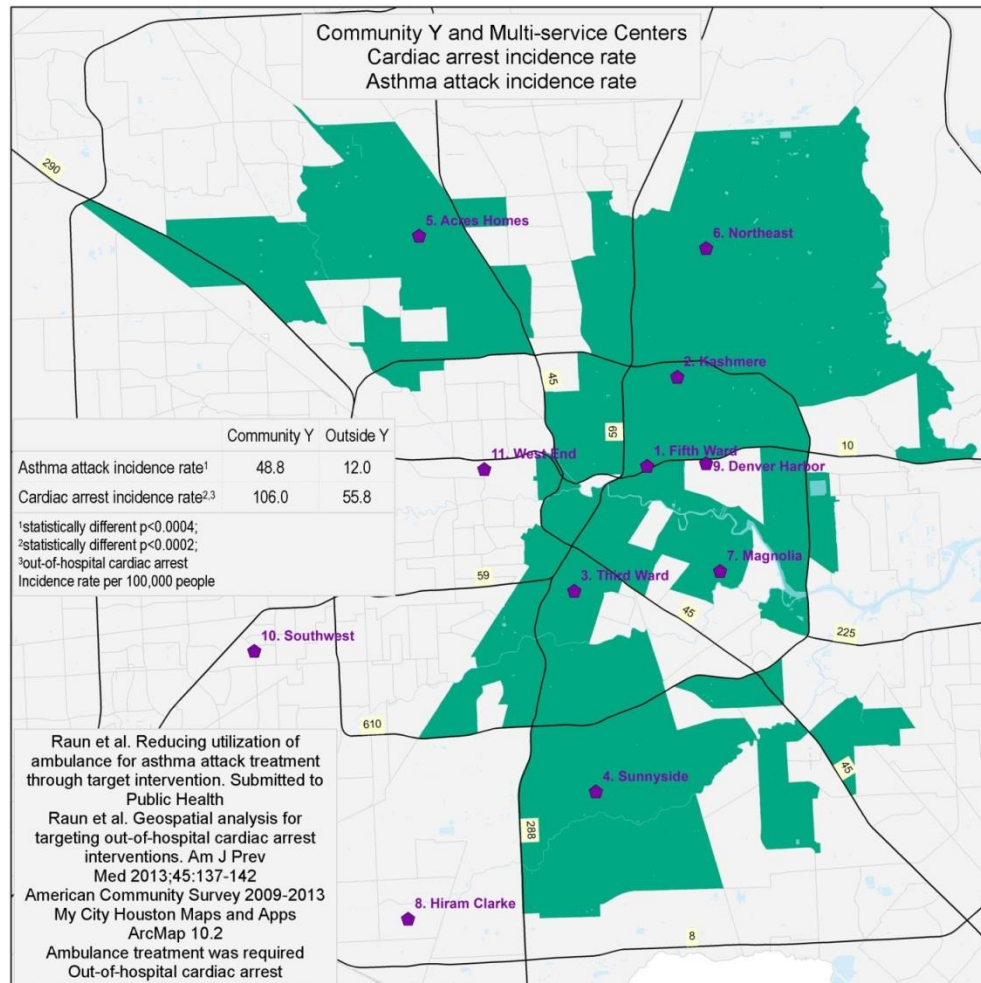 Community Y and Multi-service Centers
Cardiac arrest incidence rate
Asthma attack incidence rate
290
5. Acres Homes
6. Northeast
2. Kashmere
45
59
10
11. West End
1. Fifth Ward
9. Denver Harbor
Community Y Outside Y
Asthma attack incidence rate¹ 48.8 12.0
Cardiac arrest incidence rate²,³ 106.0 55.8
¹statistically different p<0.0004;
²statistically different p<0.0002;
³out-of-hospital cardiac arrest
Incidence rate per 100,000 people
7. Magnolia
59
3. Third Ward
45
225
10. Southwest
610
4. Sunnyside
45
288
8. Hiram Clarke
8
Raun et al. Reducing utilization of
ambulance for asthma attack treatment
through target intervention. Submitted to
Public Health
Raun et al. Geospatial analysis for
targeting out-of-hospital cardiac arrest
interventions. Am J Prev
Med 2013;45:137-142
American Community Survey 2009-2013
My City Houston Maps and Apps
ArcMap 10.2
Ambulance treatment was required
Out-of-hospital cardiac arrest